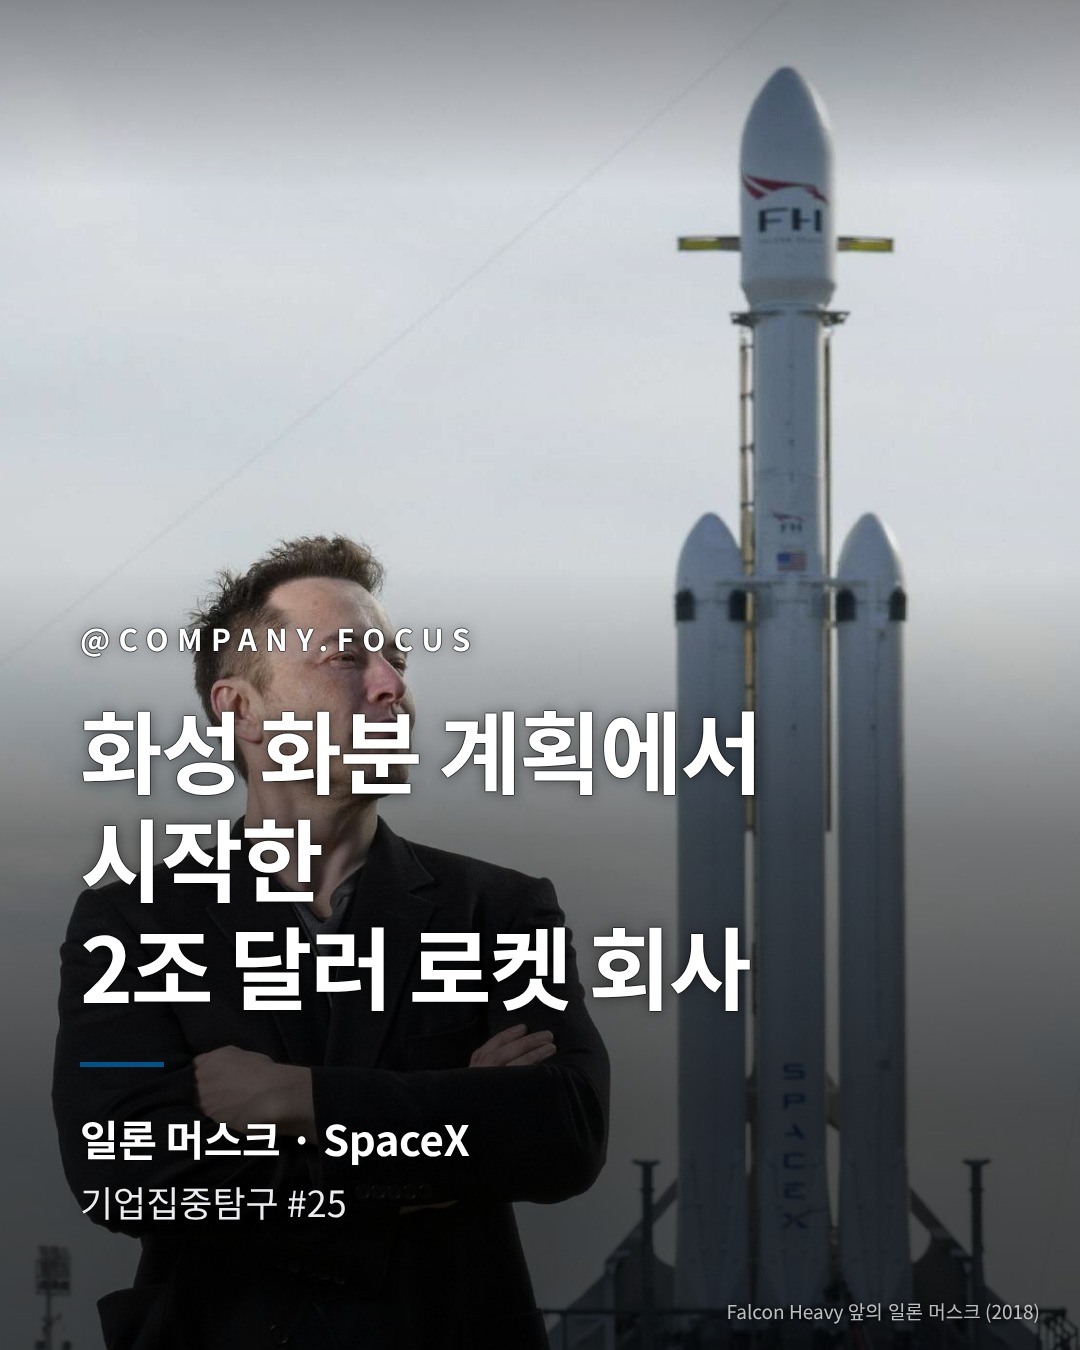 FH
FH
@COMPANY.FOCUS
화성 화분 계획에서
시작한
2조 달러 로켓 회사
일론 머스크 · SpaceX
기업집중탐구 #25
SPACEX
Falcon Heavy 앞의 일론 머스크 (2018)